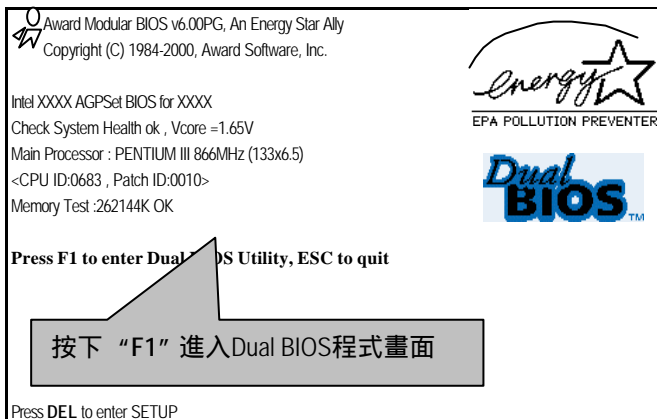 Award Modular BIOS v6.00PG, An Energy Star Ally
Copyright (C) 1984-2000, Award Software, Inc.
energy
EPA POLLUTION PREVENTER
Intel XXXX AGPSet BIOS for XXXX
Check System Health ok , Vcore =1.65V
Main Processor : PENTIUM III 866MHz (133x6.5)
<CPU ID:0683 , Patch ID:0010>
Memory Test :262144K OK
Dual
BIOS TM
Press F1 to enter Dual OS Utility, ESC to quit
按下 “F1” 進入Dual BIOS程式畫面
Press DEL to enter SETUP